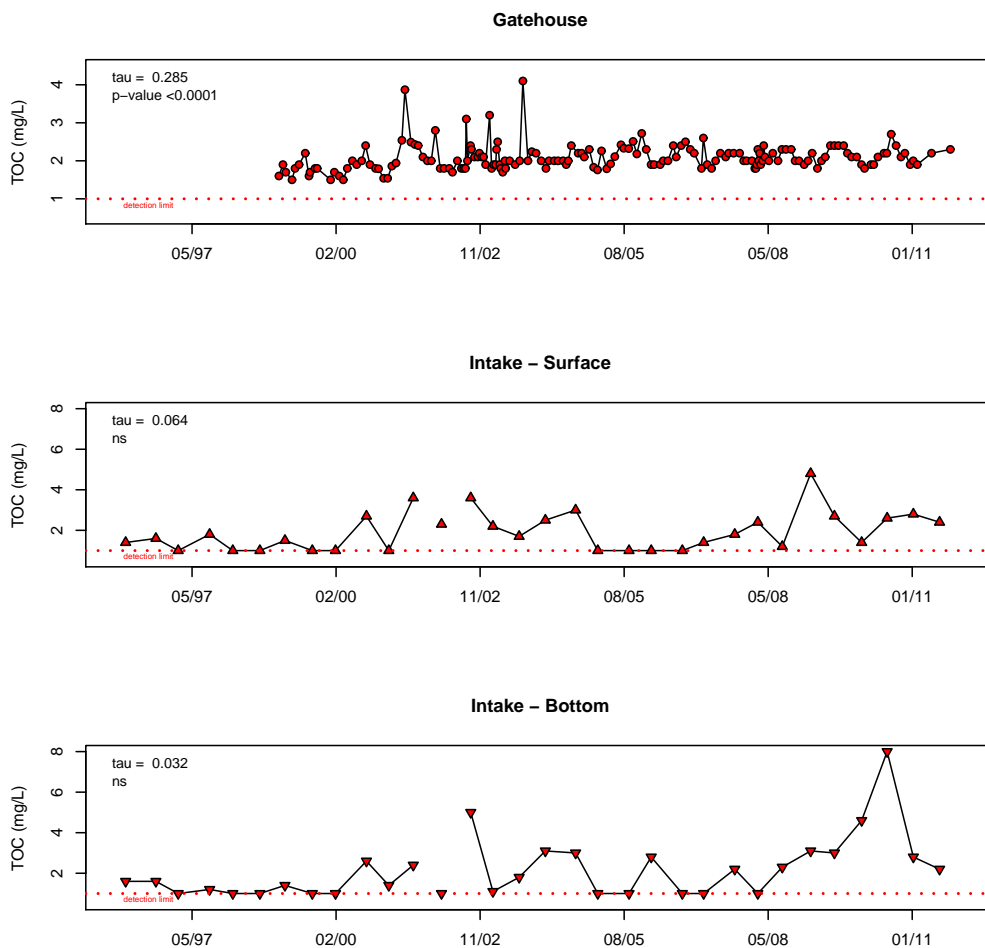 Gatehouse
tau = 0.285
p−value <0.0001
TOC (mg/L)
4
3
2
1
detection limit
05/97 02/00 11/02 08/05 05/08 01/11
Intake − Surface
tau = 0.064
ns
TOC (mg/L)
8
6
4
2
detection limit
05/97 02/00 11/02 08/05 05/08 01/11
Intake − Bottom
tau = 0.032
ns
TOC (mg/L)
8
6
4
2
detection limit
05/97 02/00 11/02 08/05 05/08 01/11